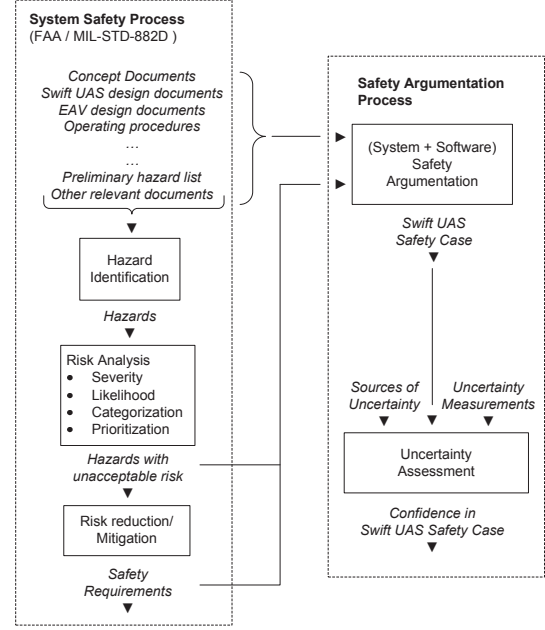 System Safety Process
(FAA / MIL-STD-882D )
Concept Documents
Swift UAS design documents
EAV design documents
Operating procedures
…
…
Preliminary hazard list
Other relevant documents
Hazard
Identification
Hazards
Risk Analysis
• Severity
• Likelihood
• Categorization
• Prioritization
Hazards with
unacceptable risk
Risk reduction/
Mitigation
Safety
Requirements
Safety Argumentation
Process
(System + Software)
Safety
Argumentation
Swift UAS
Safety Case
Sources of
Uncertainty
Uncertainty
Measurements
Uncertainty
Assessment
Confidence in
Swift UAS Safety Case